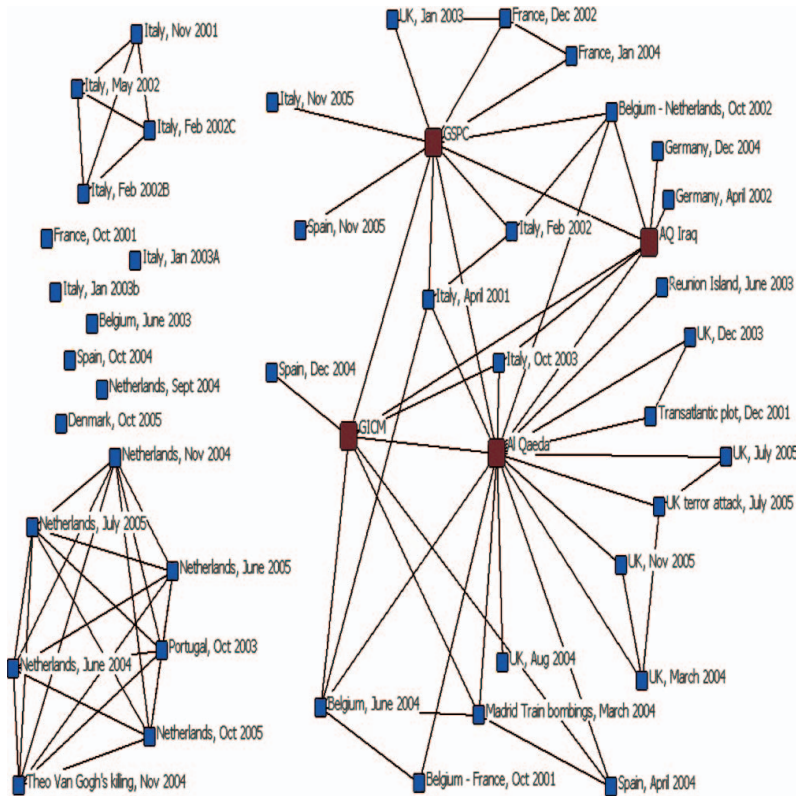 Italy, Nov 2001
UK, Jan 2003
France, Dec 2002
France, Jan 2004
Italy, May 2002
Italy, Nov 2005
Belgium - Netherlands, Oct 2002
Italy, Feb 2002C
GSPC
Germany, Dec 2004
Italy, Feb 2002B
Germany, April 2002
Spain, Nov 2005
Italy, Feb 2002
AQ Iraq
France, Oct 2001
Italy, Jan 2003A
Italy, Jan 2003b
Reunion Island, June 2003
Italy, April 2001
Belgium, June 2003
UK, Dec 2003
Spain, Oct 2004
Italy, Oct 2003
Spain, Dec 2004
Netherlands, Sept 2004
Transatlantic plot, Dec 2001
Denmark, Oct 2005
GICM
Al Qaeda
Netherlands, Nov 2004
UK, July 2005
UK terror attack, July 2005
Netherlands, July 2005
UK, Nov 2005
Netherlands, June 2005
Portugal, Oct 2003
UK, Aug 2004
Netherlands, June 2004
UK, March 2004
Belgium, June 2004
Madrid Train bombings, March 2004
Netherlands, Oct 2005
Theo Van Gogh's killing, Nov 2004
Belgium - France, Oct 2001
Spain, April 2004